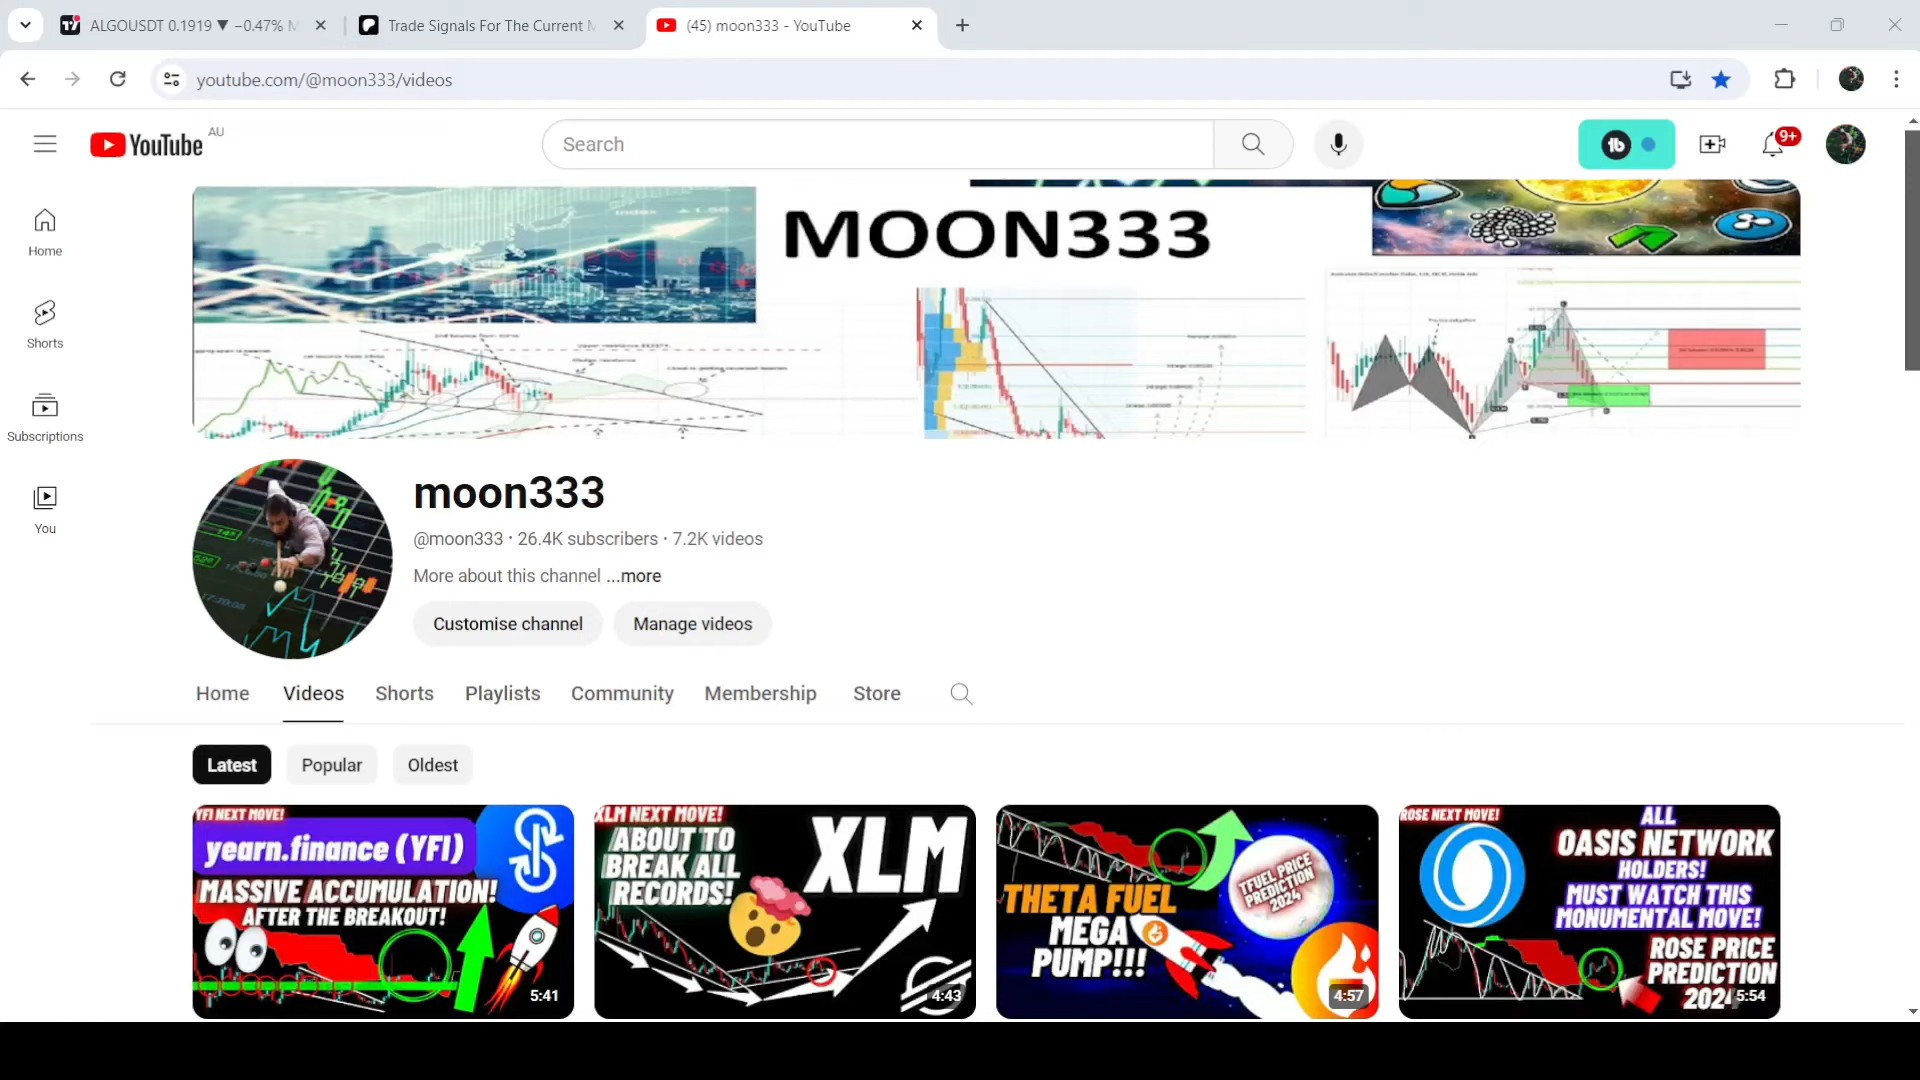 ALGOUSDT 0.1919 ▼ −0.47%
Trade Signals For The Current
(45) moon333 - YouTube
youtube.com/@moon333/videos
YouTube AU
Search
9+
Home
Shorts
Subscriptions
You
MOON333
moon333
@moon333 · 26.4K subscribers · 7.2K videos
More about this channel ...more
Customise channel
Manage videos
Home Videos Shorts Playlists Community Membership Store
Latest Popular Oldest
YFI NEXT MOVE!
yearn.finance (YFI)
MASSIVE ACCUMULATION!
AFTER THE BREAKOUT!
5:41
XLM NEXT MOVE!
ABOUT TO
BREAK ALL
RECORDS!
XLM
4:43
THETA FUEL
MEGA
PUMP!!!
TFUEL PRICE
PREDICTION
2024
4:57
ROSE NEXT MOVE!
ALL
OASIS NETWORK
HOLDERS!
MUST WATCH THIS
MONUMENTAL MOVE!
ROSE PRICE
PREDICTION
2024
5:54